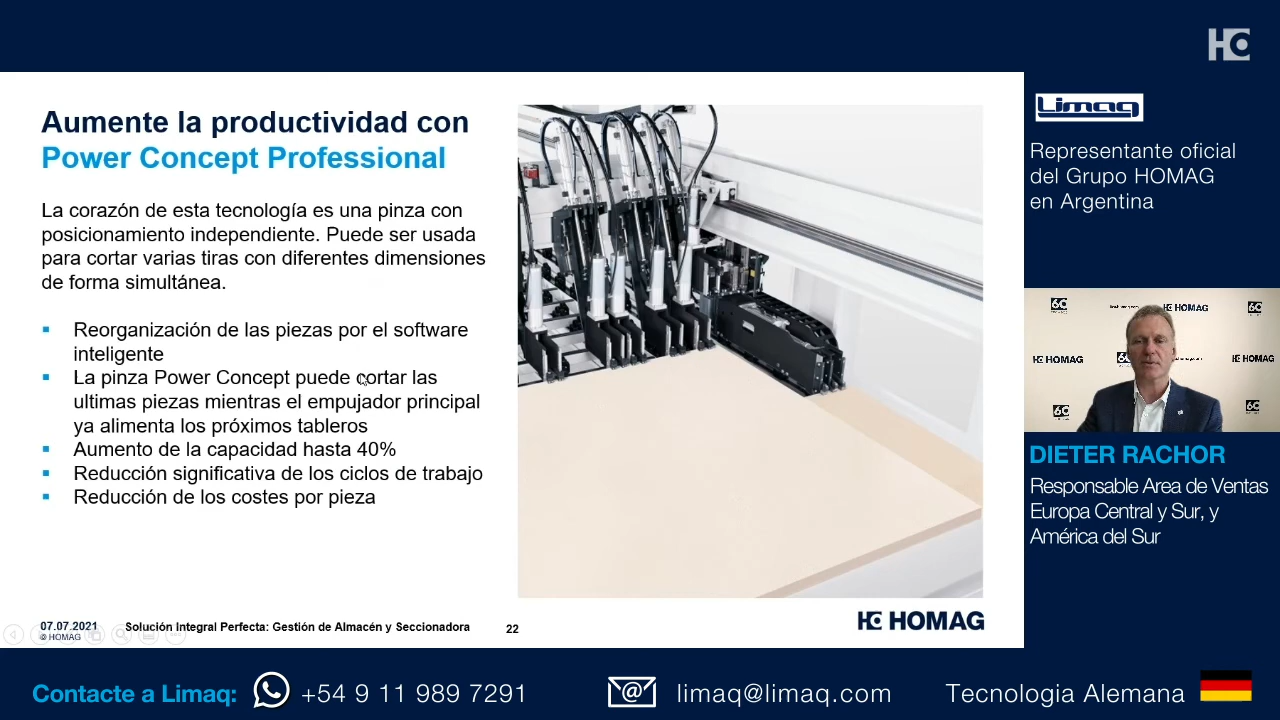 HC
Limaq
Representante oficial
del Grupo HOMAG
en Argentina
Aumente la productividad con
Power Concept Professional
La corazón de esta tecnología es una pinza con
posicionamiento independiente. Puede ser usada
para cortar varias tiras con diferentes dimensiones
de forma simultánea.
▪ Reorganización de las piezas por el software
inteligente
▪ La pinza Power Concept puede cortar las
ultimas piezas mientras el empujador principal
ya alimenta los próximos tableros
▪ Aumento de la capacidad hasta 40%
▪ Reducción significativa de los ciclos de trabajo
▪ Reducción de los costes por pieza
HOMAG
HOMAG
HOMAG
60
60
60
60
DIETER RACHOR
Responsable Area de Ventas
Europa Central y Sur, y
América del Sur
07.07.2021
@ HOMAG
Solución Integral Perfecta: Gestión de Almacén y Seccionadora
22
HOMAG
Contacte a Limaq:
+54 9 11 989 7291
limaq@limaq.com
Tecnologia Alemana